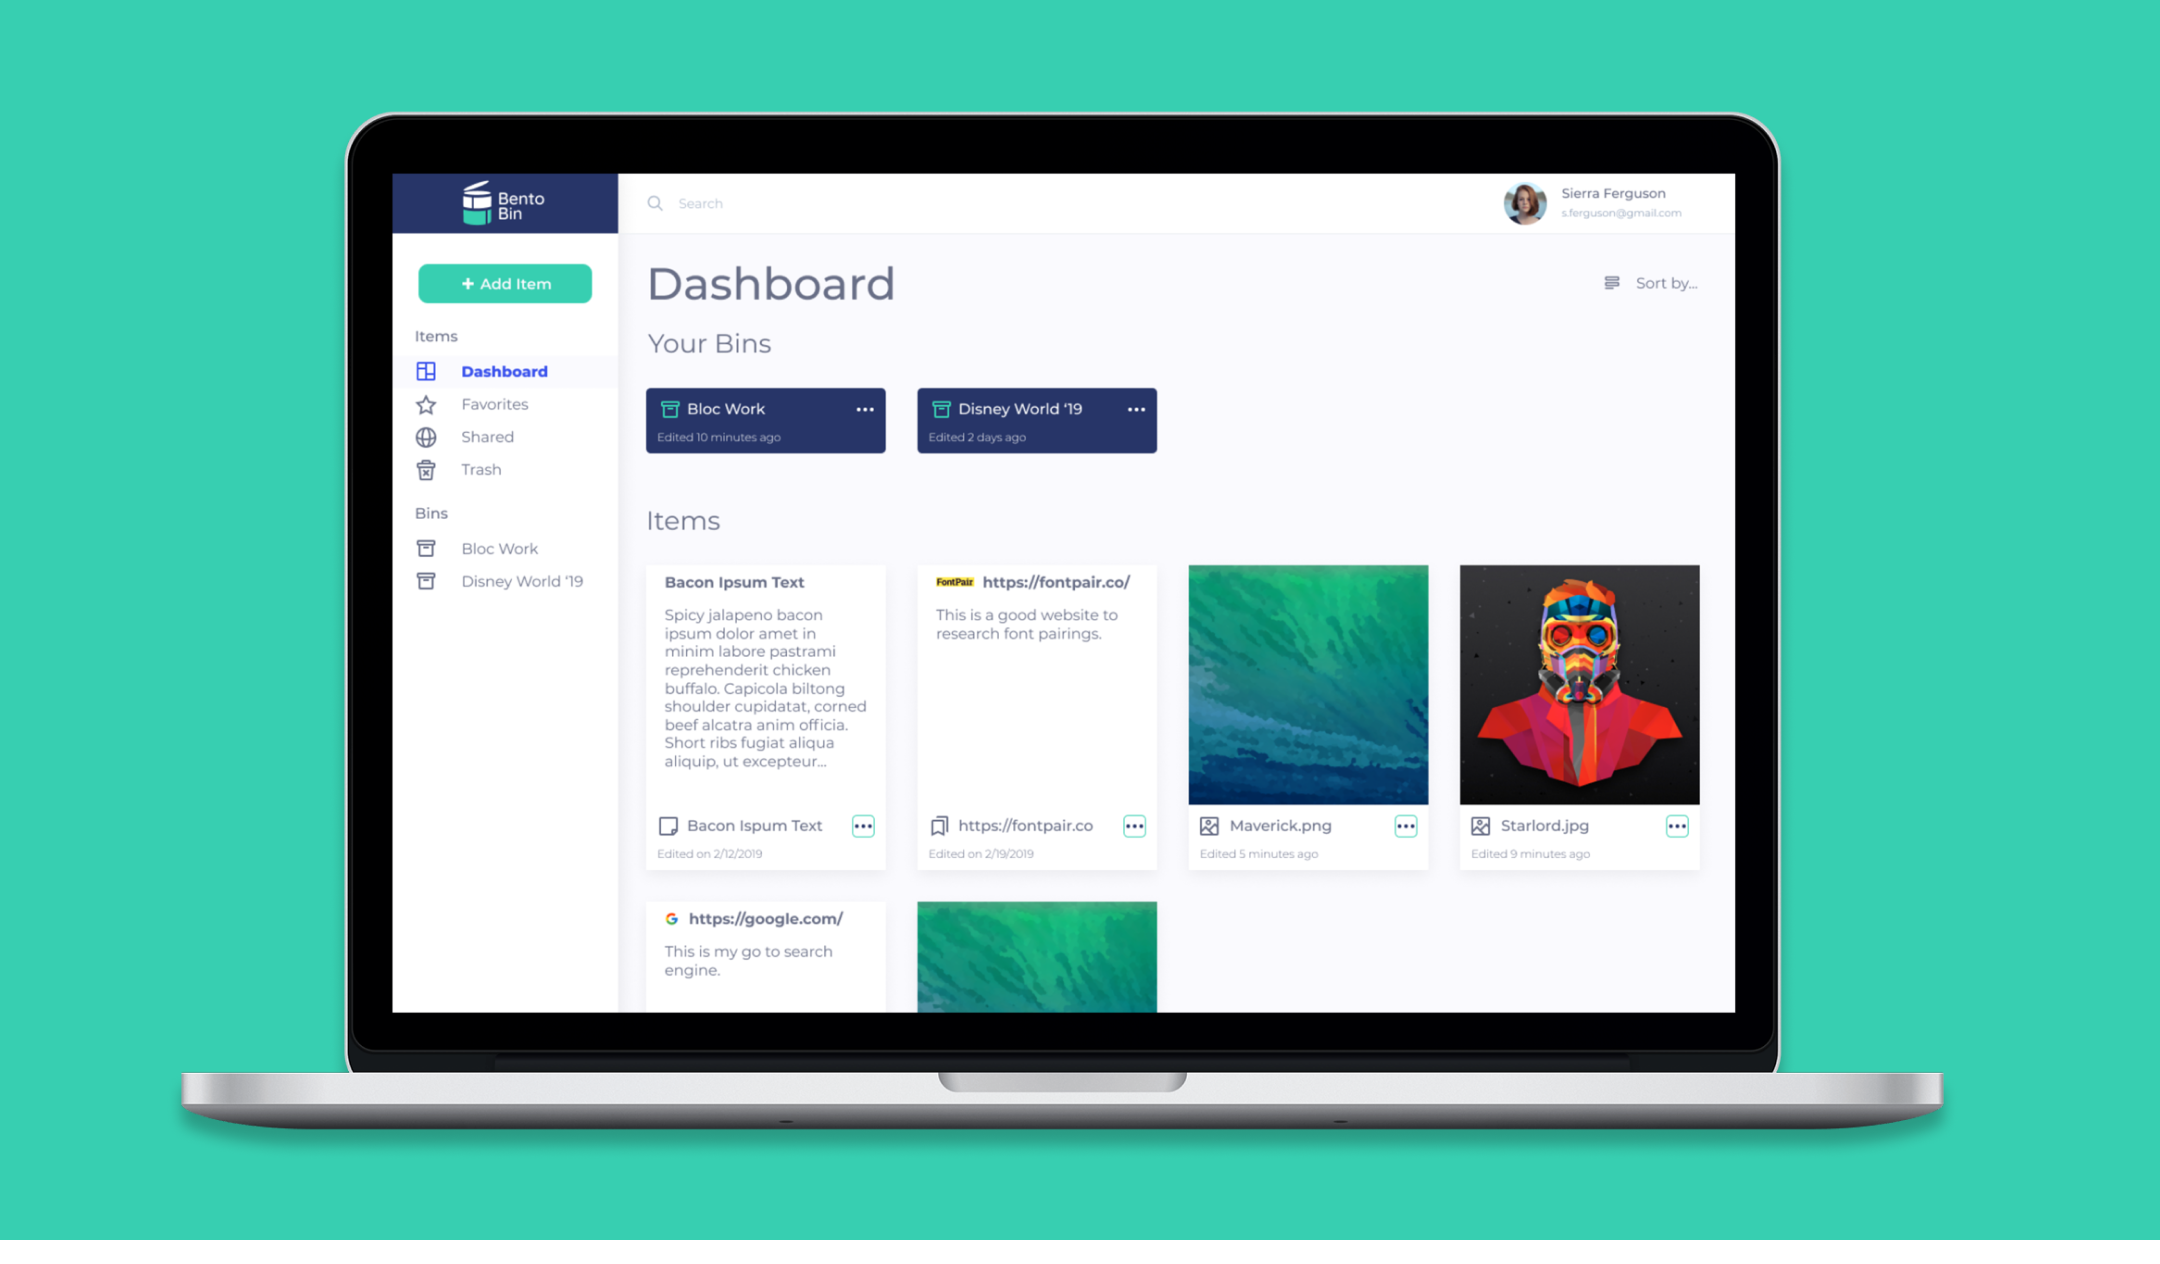 Bento
Bin
Search
Sierra Ferguson
s.ferguson@gmail.com
+ Add Item
Items
Dashboard
Favorites
Shared
Trash
Bins
Bloc Work
Disney World ‘19
Dashboard
Sort by...
Your Bins
Bloc Work
Edited 10 minutes ago
Disney World ‘19
Edited 2 days ago
Items
Bacon Ipsum Text
Spicy jalapeno bacon
ipsum dolor amet in
minim labore pastrami
reprehenderit chicken
buffalo. Capicola biltong
shoulder cupidatat, corned
beef alcatra anim officia.
Short ribs fugiat aliqua
aliquip, ut excepteur...
Bacon Ispum Text
Edited on 2/12/2019
FontPair https://fontpair.co/
This is a good website to
research font pairings.
https://fontpair.co
Edited on 2/19/2019
Maverick.png
Edited 5 minutes ago
Starlord.jpg
Edited 9 minutes ago
G https://google.com/
This is my go to search
engine.